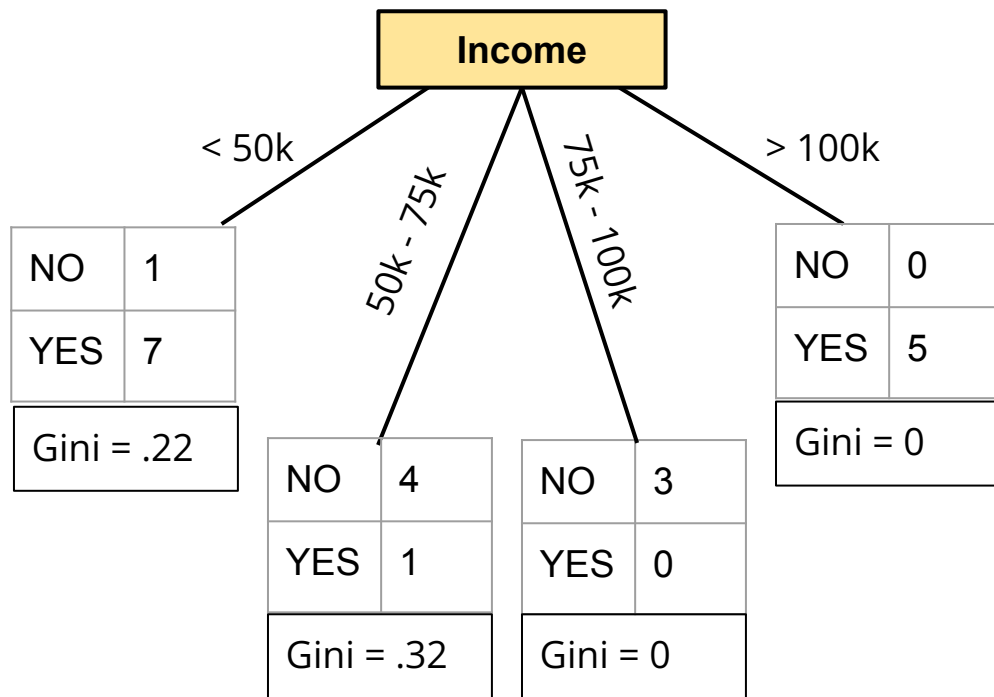 Income
< 50k
50k - 75k
75k - 100k
> 100k
NO 1
YES 7
Gini = .22
NO 4
YES 1
Gini = .32
NO 3
YES 0
Gini = 0
NO 0
YES 5
Gini = 0